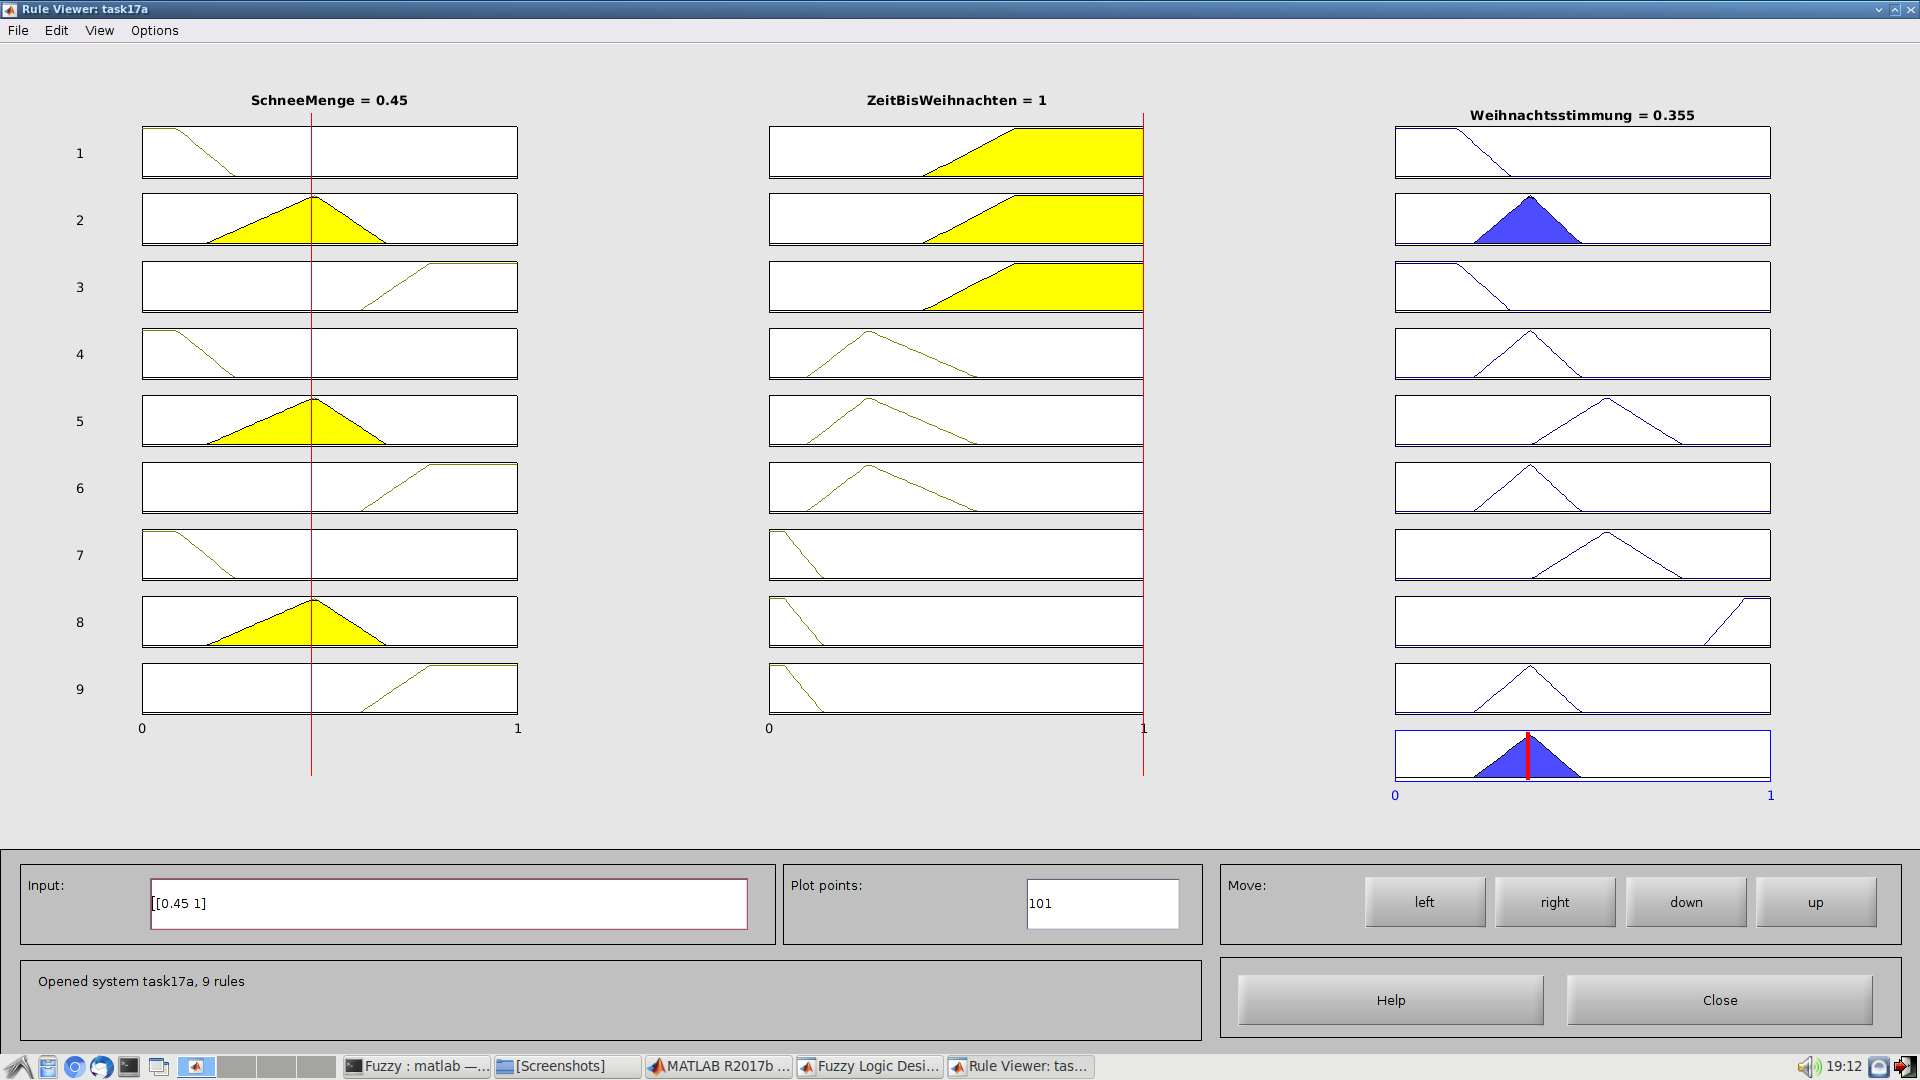 Rule Viewer: task17a
File Edit View Options
SchneeMenge = 0.45
ZeitBisWeihnachten = 1
Weihnachtsstimmung = 0.355
1
2
3
4
5
6
7
8
9
0 1
0 1
0 1
Input:
[[0.45 1]
Plot points:
101
Move:
left
right
down
up
Opened system task17a, 9 rules
Help
Close
Fuzzy : matlab —...
[Screenshots]
MATLAB R2017b ...
Fuzzy Logic Desi...
Rule Viewer: tas...
19:12